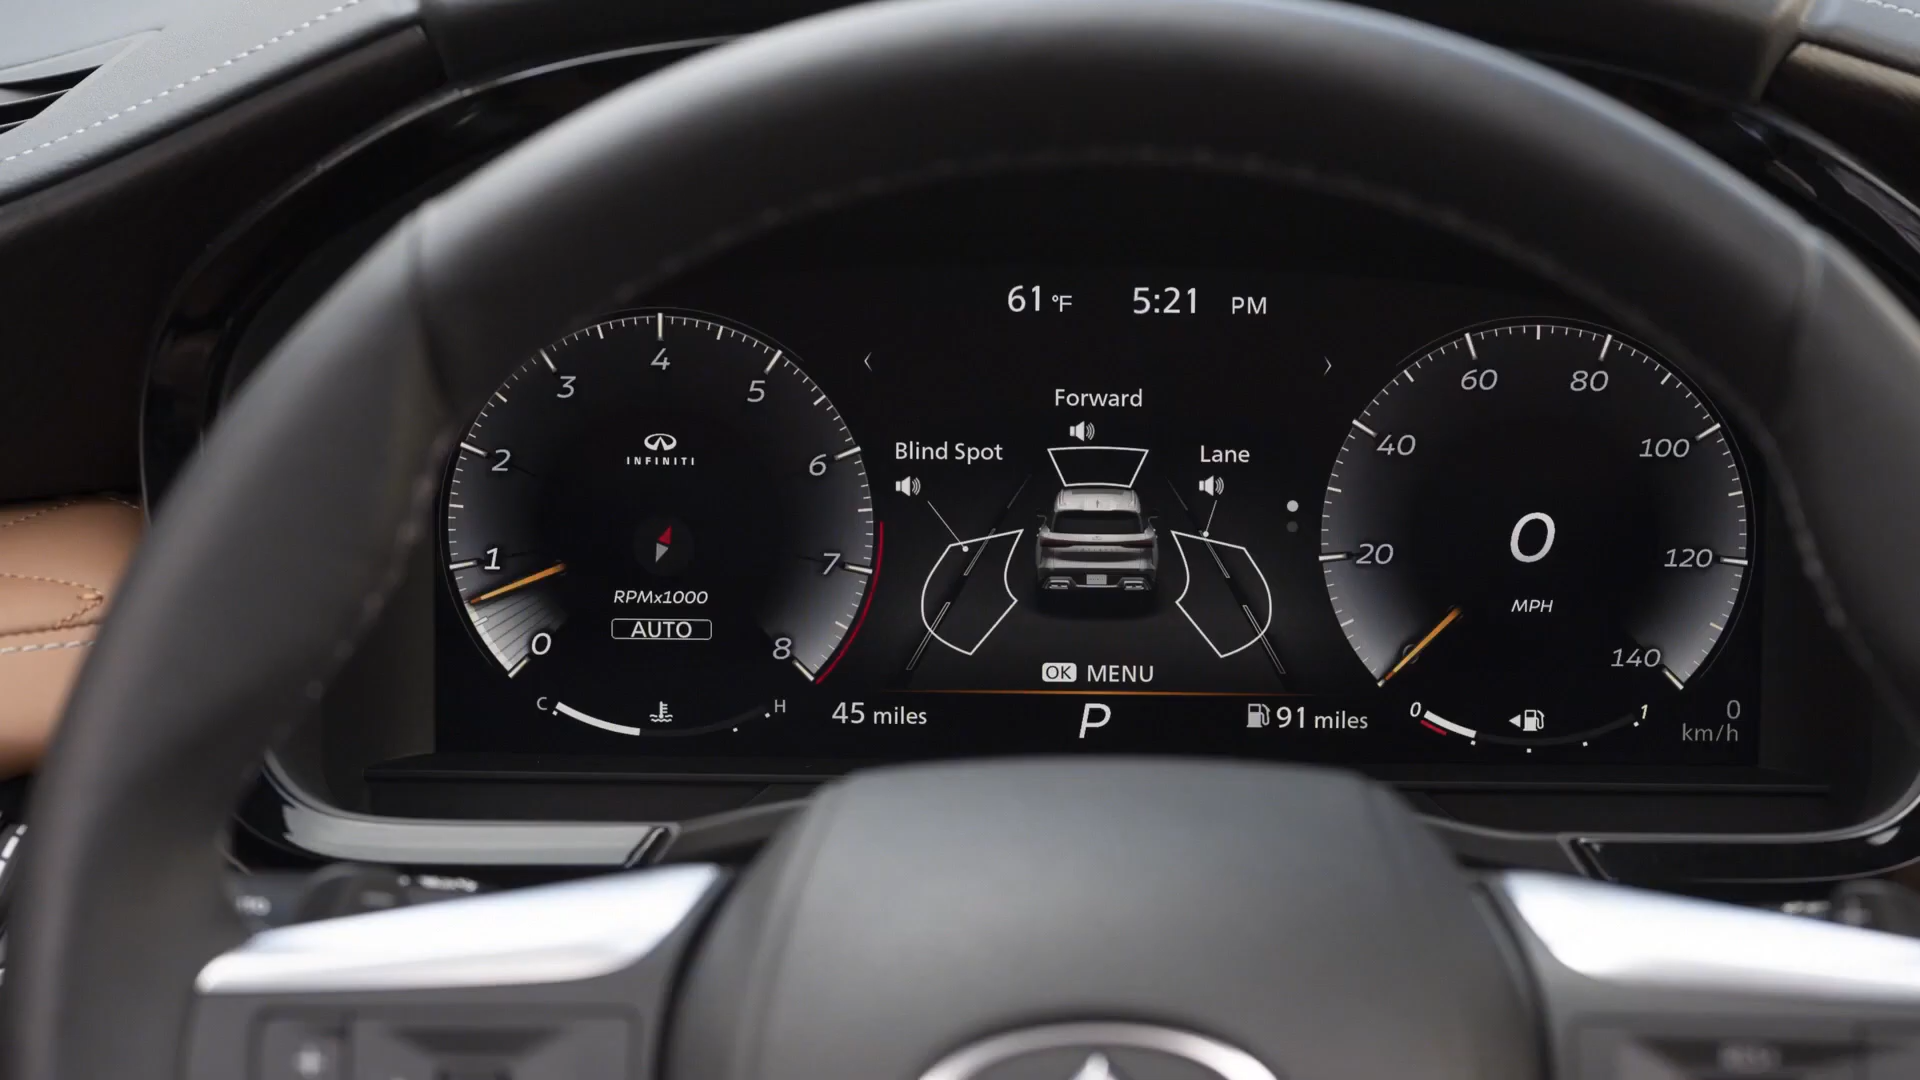 61 °F 5:21 PM
Forward
Blind Spot
Lane
OK MENU
45 miles
P
91 miles
0
1
2
3
4
5
6
7
8
INFINITI
RPMx1000
AUTO
C
H
20
40
60
80
100
120
140
0
MPH
0
1
0
km/h